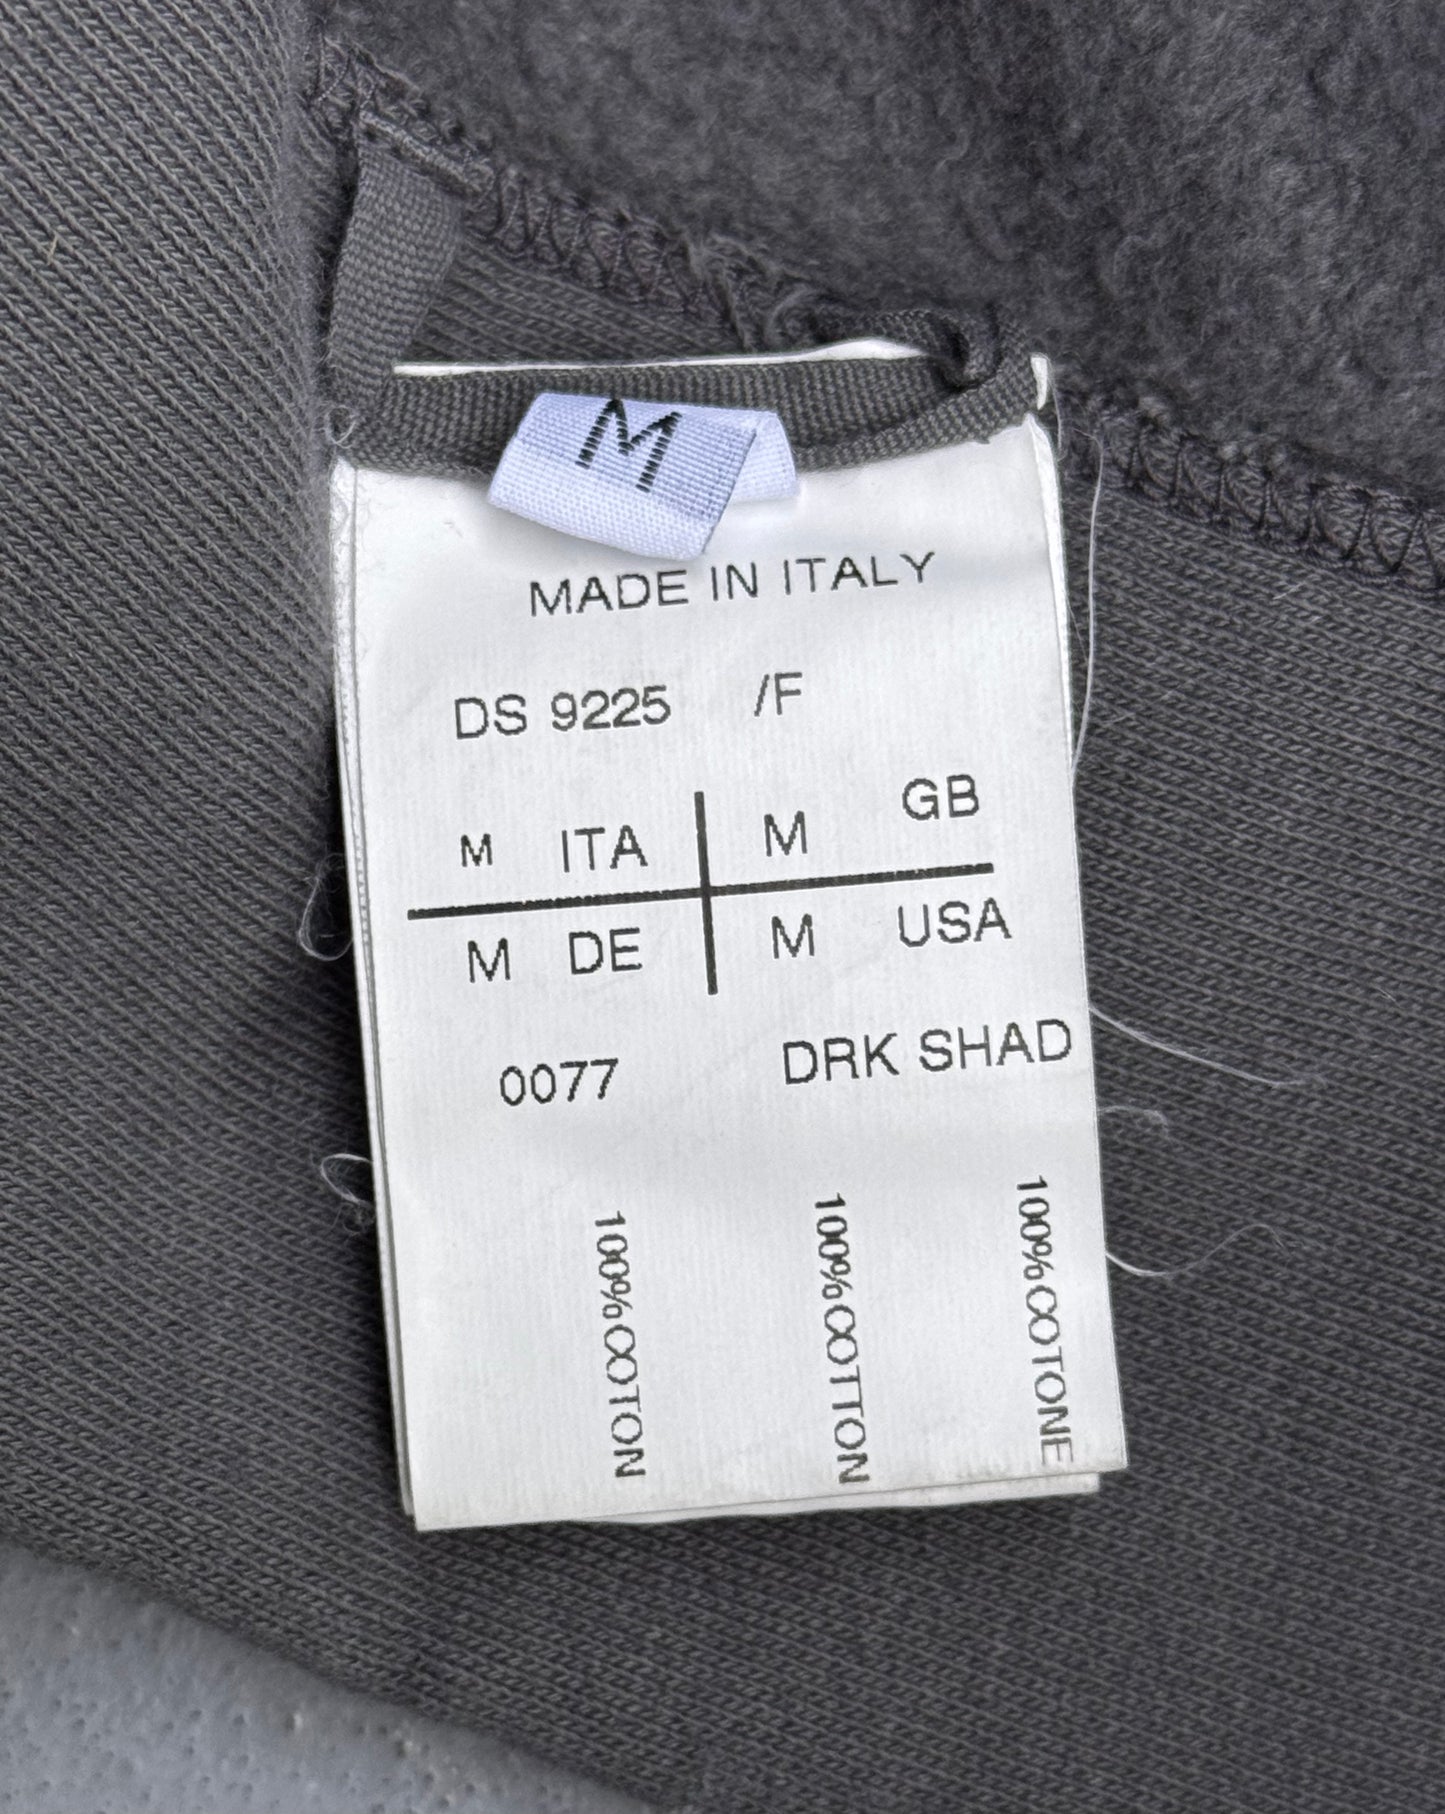 M
MADE IN ITALY
DS 9225 /F
M ITA M GB
M DE M USA
0077 DRK SHAD
100%COTONE
100%COTTON
100%COTON